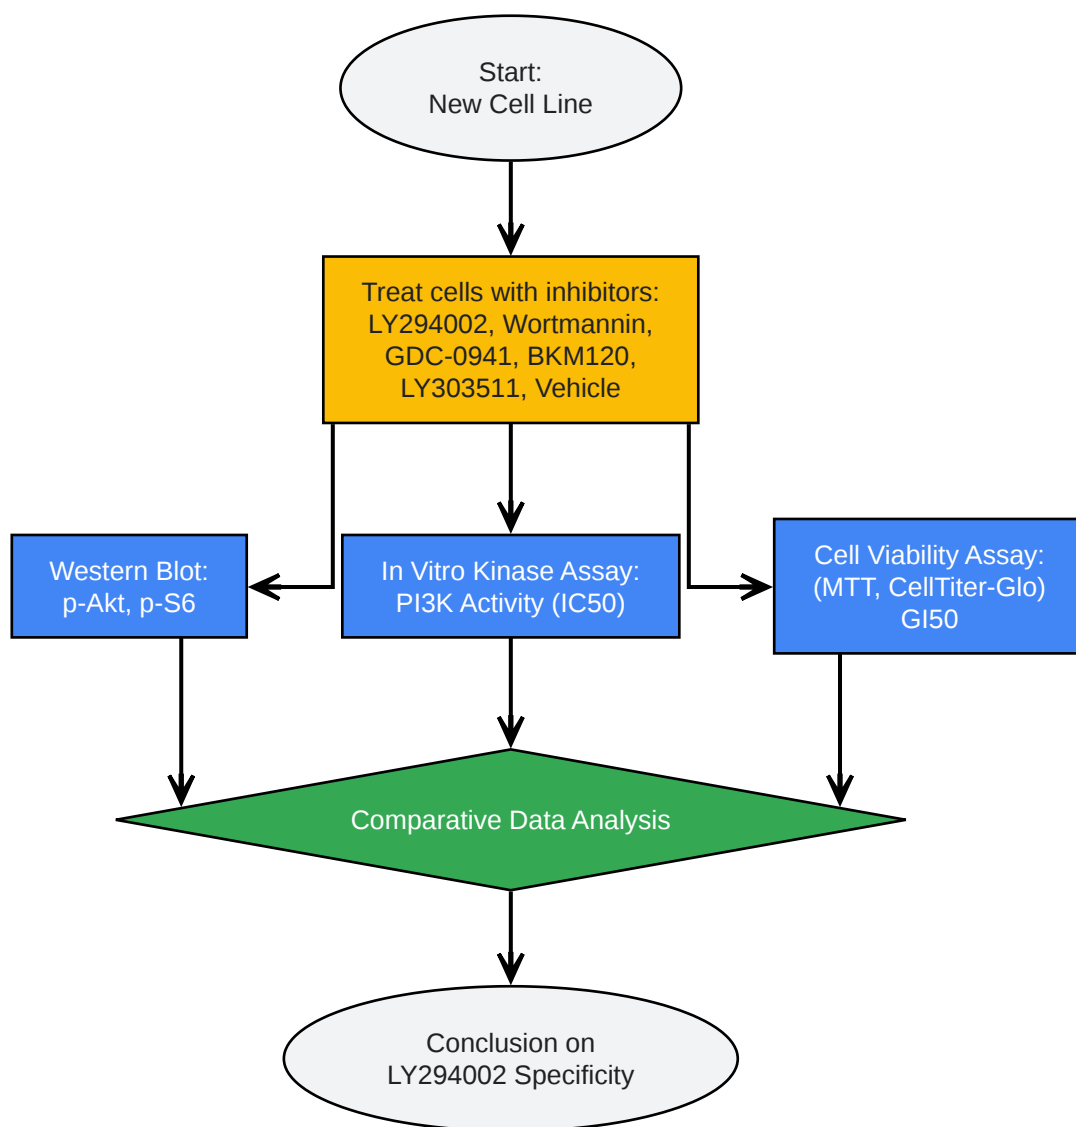 Start:
New Cell Line
Treat cells with inhibitors:
LY294002, Wortmannin,
GDC-0941, BKM120,
LY303511, Vehicle
Western Blot:
p-Akt, p-S6
In Vitro Kinase Assay:
PI3K Activity (IC50)
Cell Viability Assay:
(MTT, CellTiter-Glo)
GI50
Comparative Data Analysis
Conclusion on
LY294002 Specificity